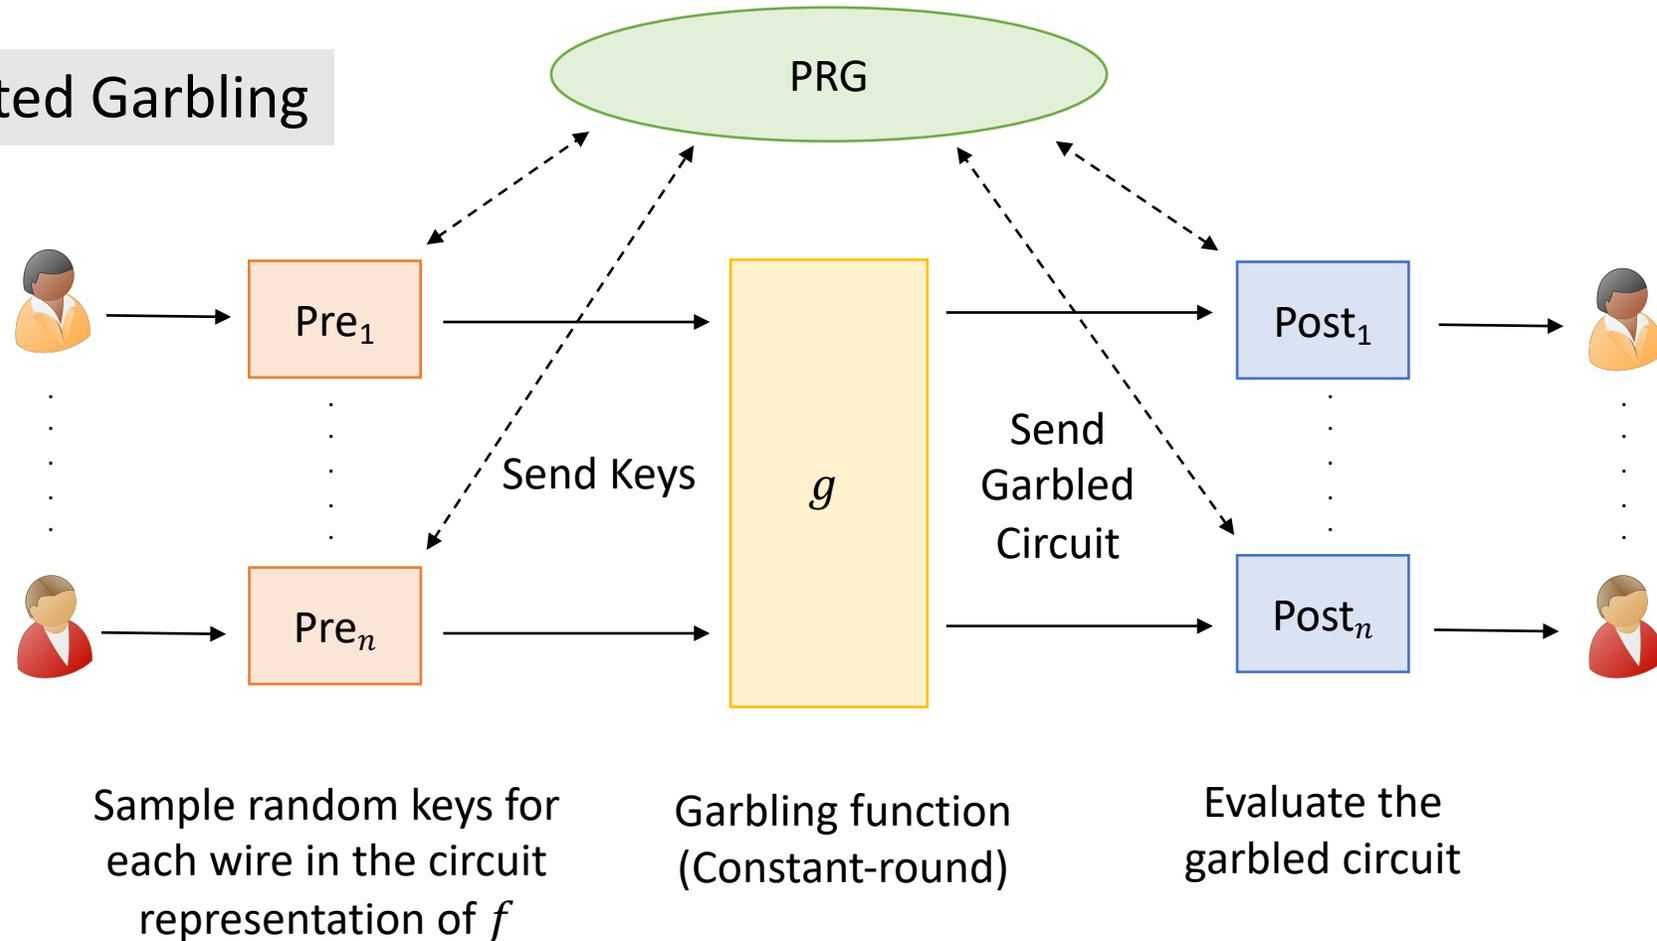 PRG
ted Garbling
Pre₁
Post₁
Send Keys
g
Send
Garbled
Circuit
Preₙ
Postₙ
Sample random keys for
each wire in the circuit
representation of f
Garbling function
(Constant-round)
Evaluate the
garbled circuit